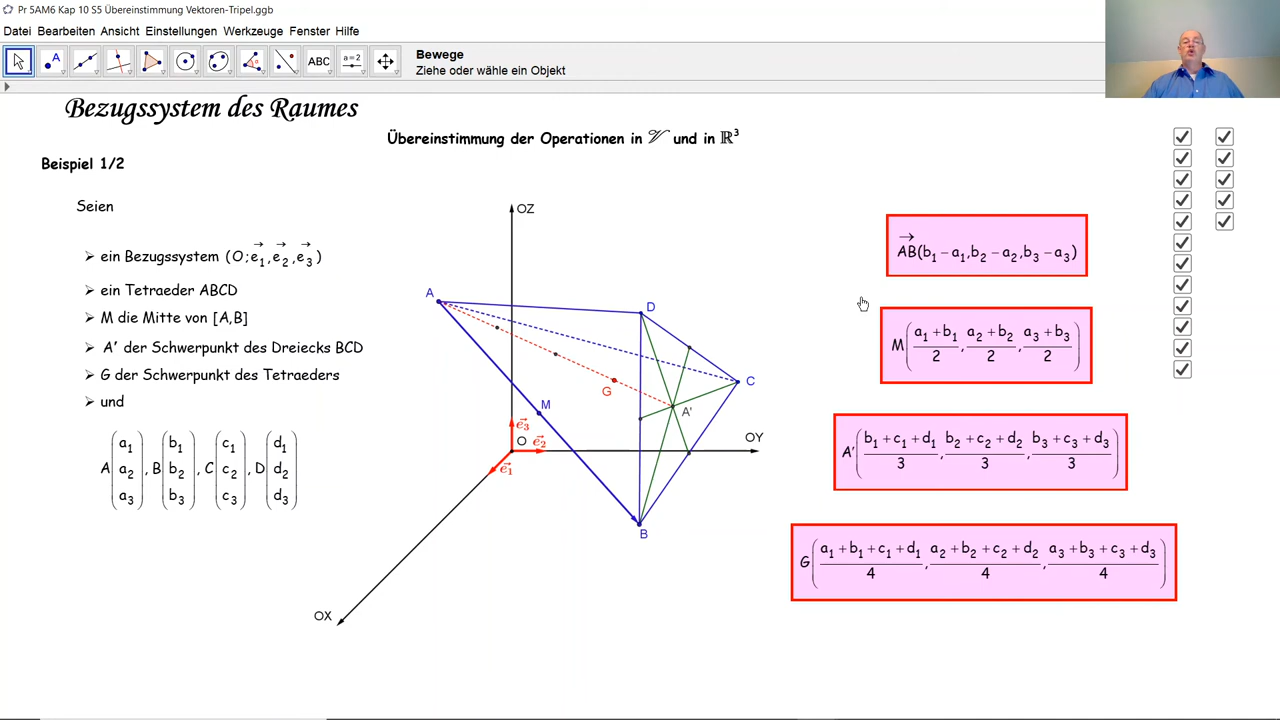 Pr 5AM6 Kap 10 S5 Übereinstimmung Vektoren-Tripel.ggb
Datei Bearbeiten Ansicht Einstellungen Werkzeuge Fenster Hilfe
A ABC a=2
Bewege
Ziehe oder wähle ein Objekt
Bezugssystem des Raumes
Übereinstimmung der Operationen in 𝒱 und in ℝ³
Beispiel 1/2
Seien
➢ ein Bezugssystem (O;e⃗₁,e⃗₂,e⃗₃)
➢ ein Tetraeder ABCD
➢ M die Mitte von [A,B]
➢ A' der Schwerpunkt des Dreiecks BCD
➢ G der Schwerpunkt des Tetraeders
➢ und
A(a₁ a₂ a₃), B(b₁ b₂ b₃), C(c₁ c₂ c₃), D(d₁ d₂ d₃)
OZ
A
D
C
G
M
A'
e⃗₃
O
e⃗₂
OY
e⃗₁
B
OX
AB⃗(b₁−a₁,b₂−a₂,b₃−a₃)
M((a₁+b₁)/2,(a₂+b₂)/2,(a₃+b₃)/2)
A'((b₁+c₁+d₁)/3,(b₂+c₂+d₂)/3,(b₃+c₃+d₃)/3)
G((a₁+b₁+c₁+d₁)/4,(a₂+b₂+c₂+d₂)/4,(a₃+b₃+c₃+d₃)/4)